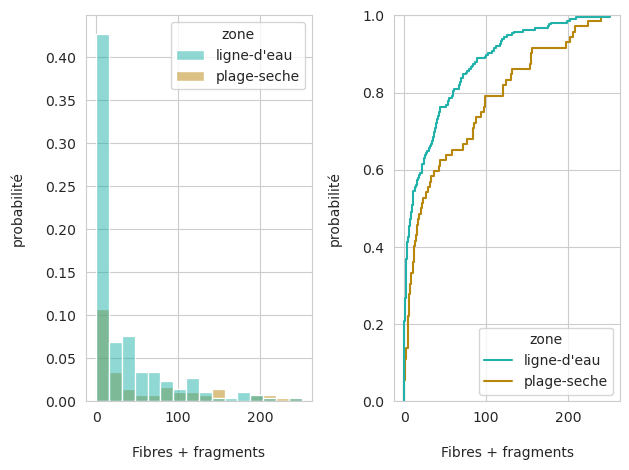 zone
ligne-d'eau
plage-seche
probabilité
0.40
0.35
0.30
0.25
0.20
0.15
0.10
0.05
0.00
0
100
200
Fibres + fragments
1.0
0.8
0.6
0.4
0.2
0.0
probabilité
zone
ligne-d'eau
plage-seche
0
100
200
Fibres + fragments